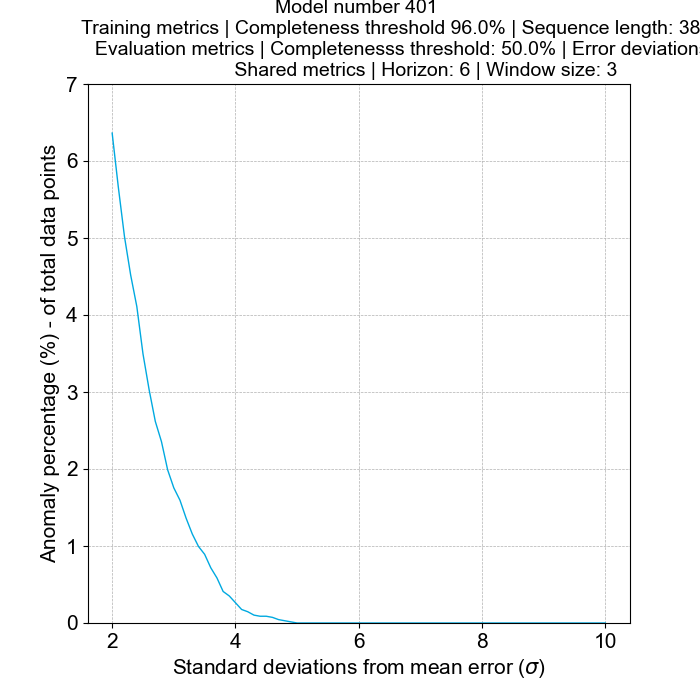 Model number 401
Training metrics | Completeness threshold 96.0% | Sequence length: 38
Evaluation metrics | Completenesss threshold: 50.0% | Error deviations
Shared metrics | Horizon: 6 | Window size: 3
7
6
5
4
3
2
1
0
Anomaly percentage (%) - of total data points
2 4 6 8 10
Standard deviations from mean error (σ)